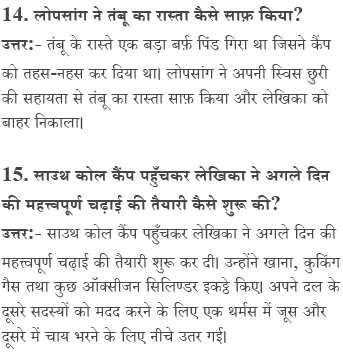 14. लोपसांग ने तंबू का रास्ता कैसे साफ़ किया?
उत्तर:- तंबू के रास्ते एक बड़ा बर्फ़ पिंड गिरा था जिसने कैंप
को तहस-नहस कर दिया था। लोपसांग ने अपनी स्विस छुरी
की सहायता से तंबू का रास्ता साफ़ किया और लेखिका को
बाहर निकाला।
15. साउथ कोल कैंप पहुँचकर लेखिका ने अगले दिन
की महत्त्वपूर्ण चढ़ाई की तैयारी कैसे शुरू की?
उत्तर:- साउथ कोल कैंप पहुँचकर लेखिका ने अगले दिन की
महत्त्वपूर्ण चढ़ाई की तैयारी शुरू कर दी। उन्होंने खाना, कुकिंग
गैस तथा कुछ ऑक्सीजन सिलिण्डर इकट्ठे किए। अपने दल के
दूसरे सदस्यों को मदद करने के लिए एक थर्मस में जूस और
दूसरे में चाय भरने के लिए नीचे उतर गई।